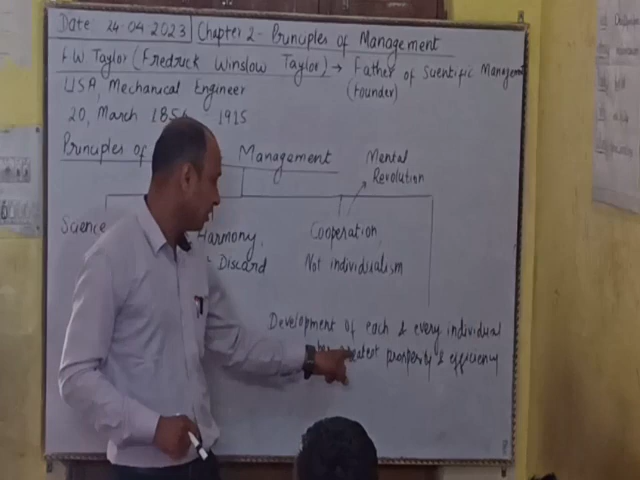 Date 24-04-2023 Chapter 2 - Principles of Management
F.W Taylor (Fredrick Winslow Taylor) → Father of Scientific Management
(Founder)
USA, Mechanical Engineer
20, March 1856 1915
Principles of Management
Mental
Revolution
Science Harmony, Cooperation,
Discard Not individualism
Development of each & every individual
greatest prosperity & efficiency